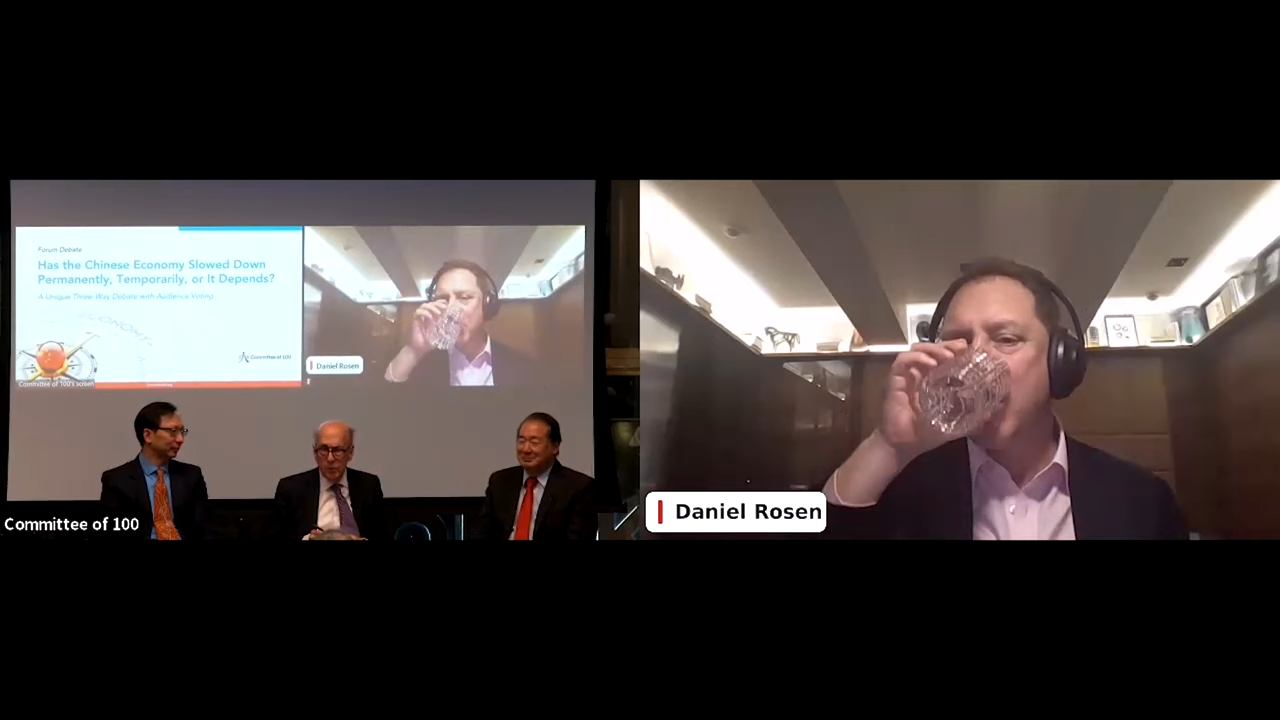 Forum Debate
Has the Chinese Economy Slowed Down
Permanently, Temporarily, or It Depends?
A Unique Three-Way Debate with Audience Voting
ECONOMY
Committee of 100
Committee of 100's screen
Daniel Rosen
Committee of 100
Daniel Rosen